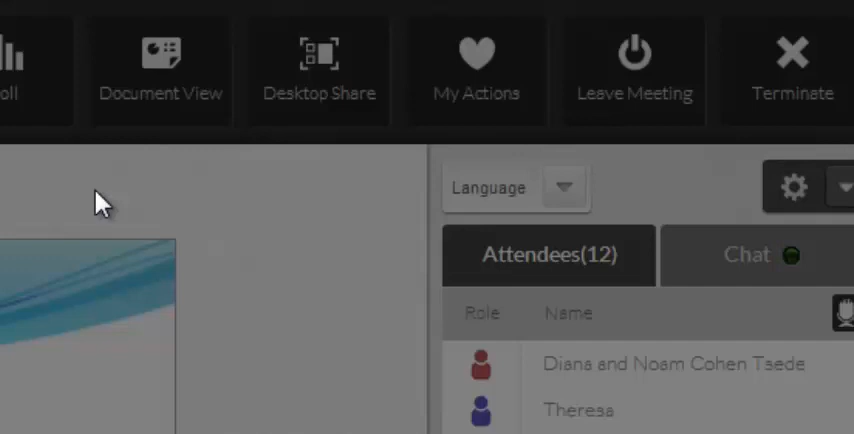 oll
Document View
Desktop Share
My Actions
Leave Meeting
Terminate
Language
Attendees(12)
Chat
Role
Name
Diana and Noam Cohen Tsede
Theresa